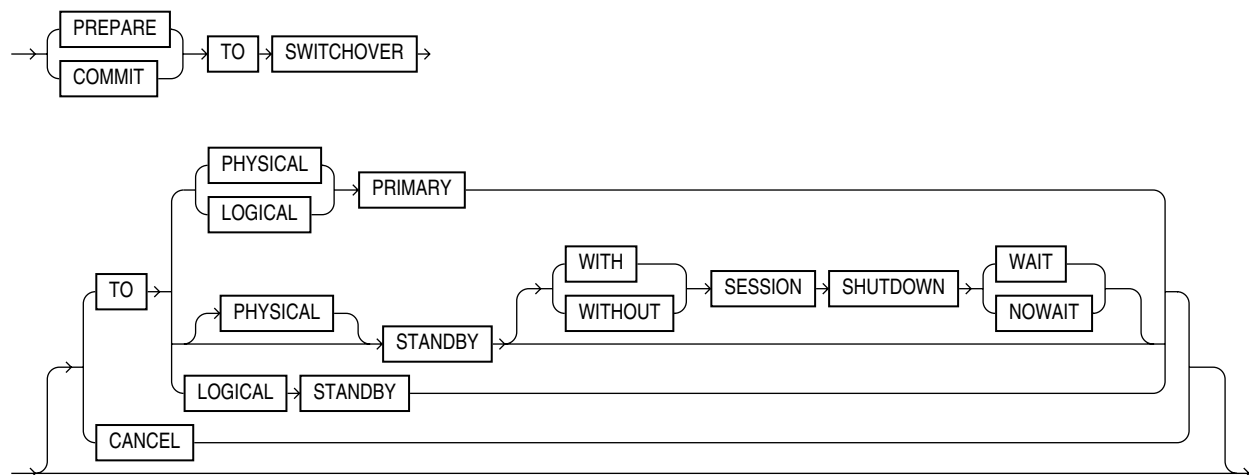 PREPARE
COMMIT
TO SWITCHOVER
PHYSICAL
LOGICAL
PRIMARY
TO
WITH
WITHOUT
SESSION SHUTDOWN
WAIT
NOWAIT
PHYSICAL
STANDBY
LOGICAL STANDBY
CANCEL